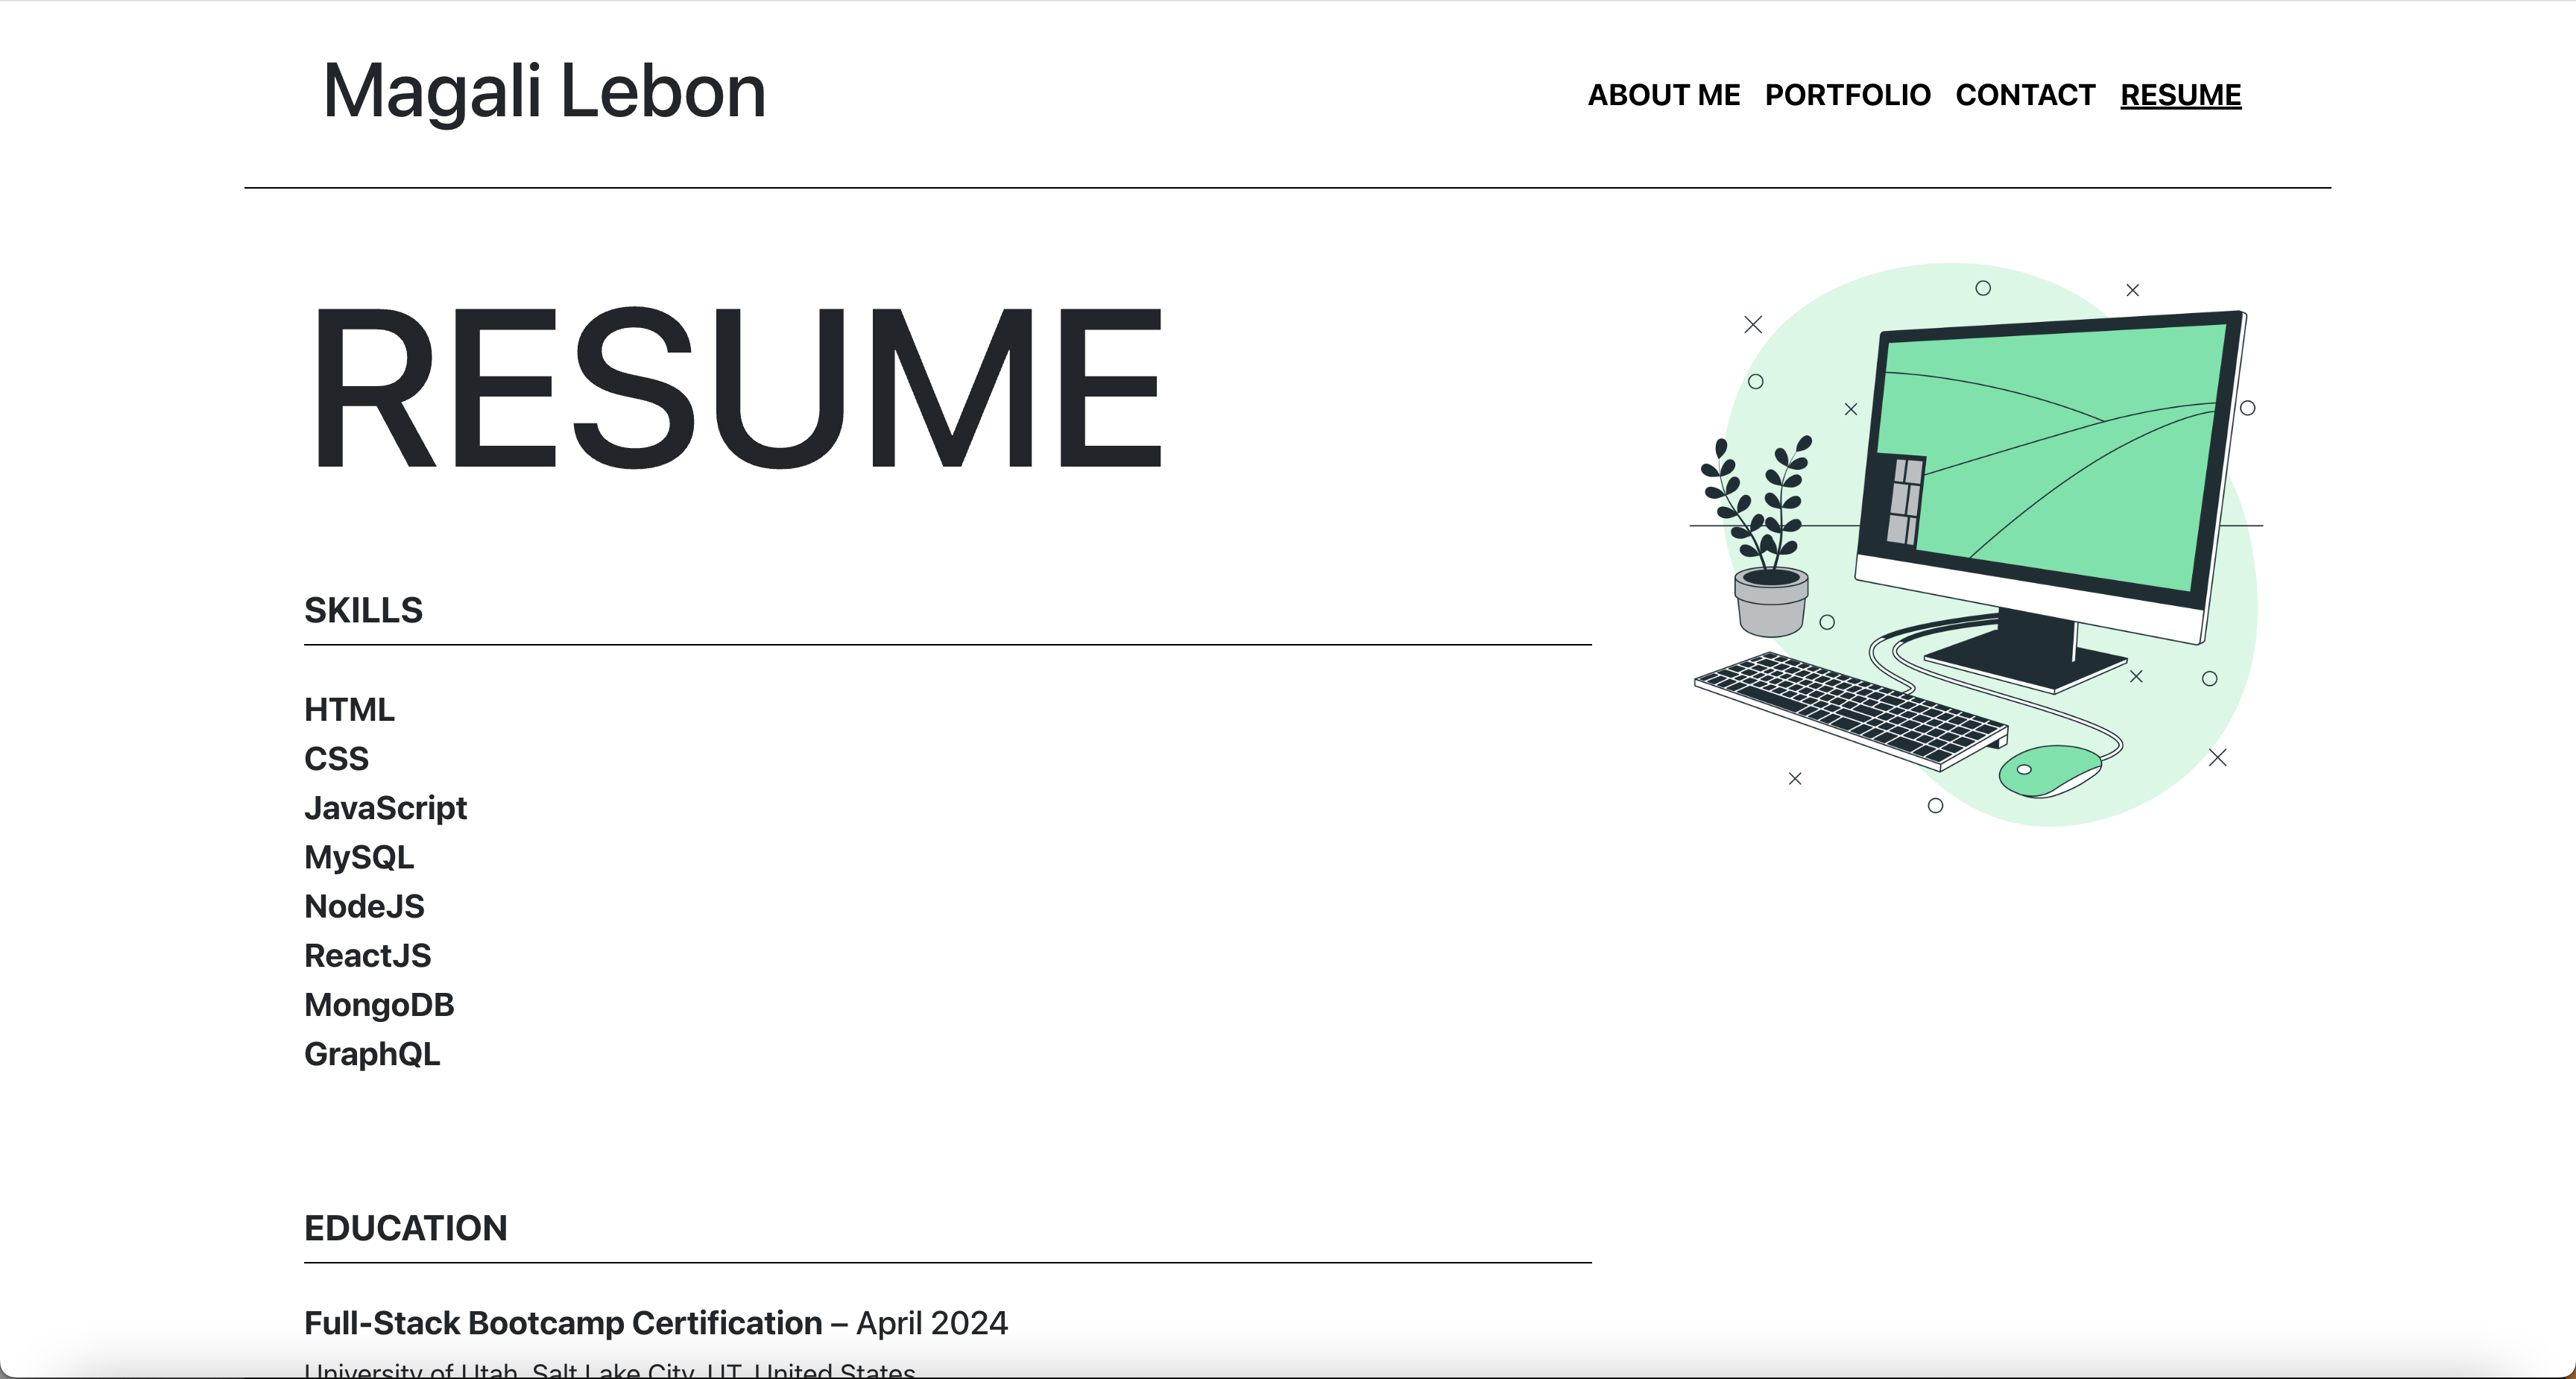 Magali Lebon
ABOUT ME PORTFOLIO CONTACT RESUME
RESUME
SKILLS
HTML
CSS
JavaScript
MySQL
NodeJS
ReactJS
MongoDB
GraphQL
EDUCATION
Full-Stack Bootcamp Certification – April 2024
University of Utah, Salt Lake City, UT, United States